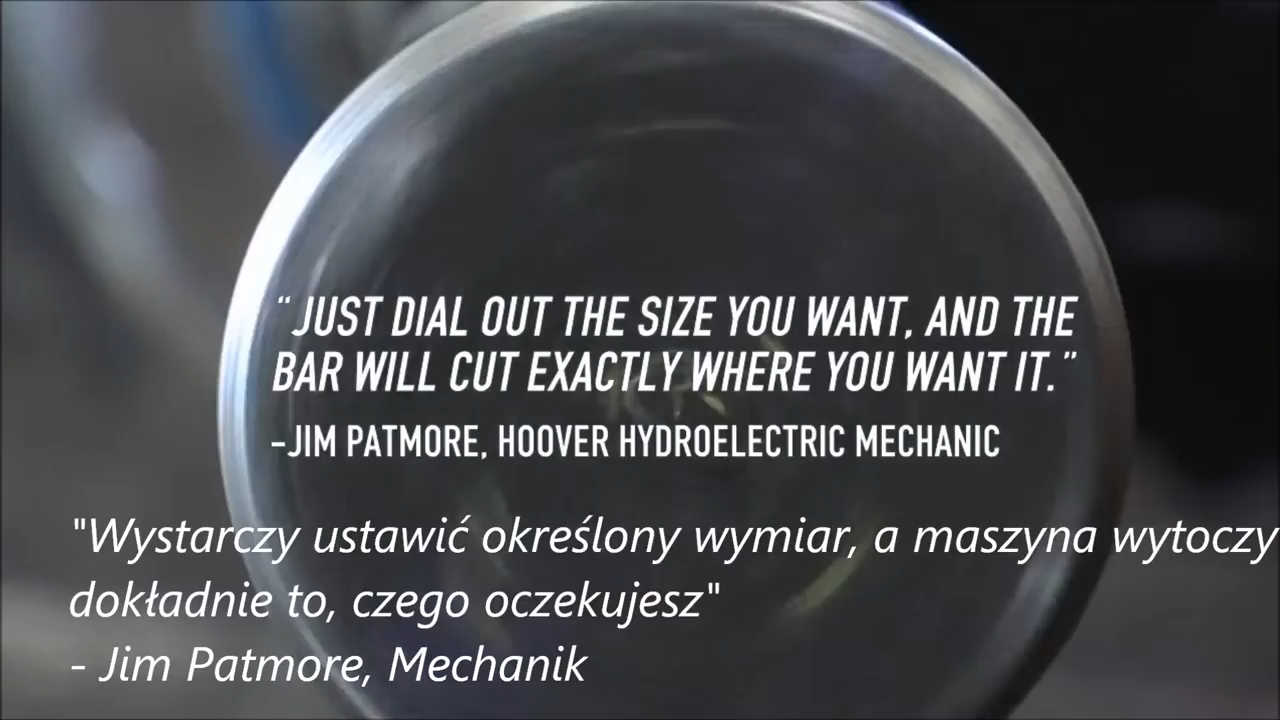 “ JUST DIAL OUT THE SIZE YOU WANT, AND THE
BAR WILL CUT EXACTLY WHERE YOU WANT IT.”
-JIM PATMORE, HOOVER HYDROELECTRIC MECHANIC
"Wystarczy ustawić określony wymiar, a maszyna wytoczy
dokładnie to, czego oczekujesz"
- Jim Patmore, Mechanik